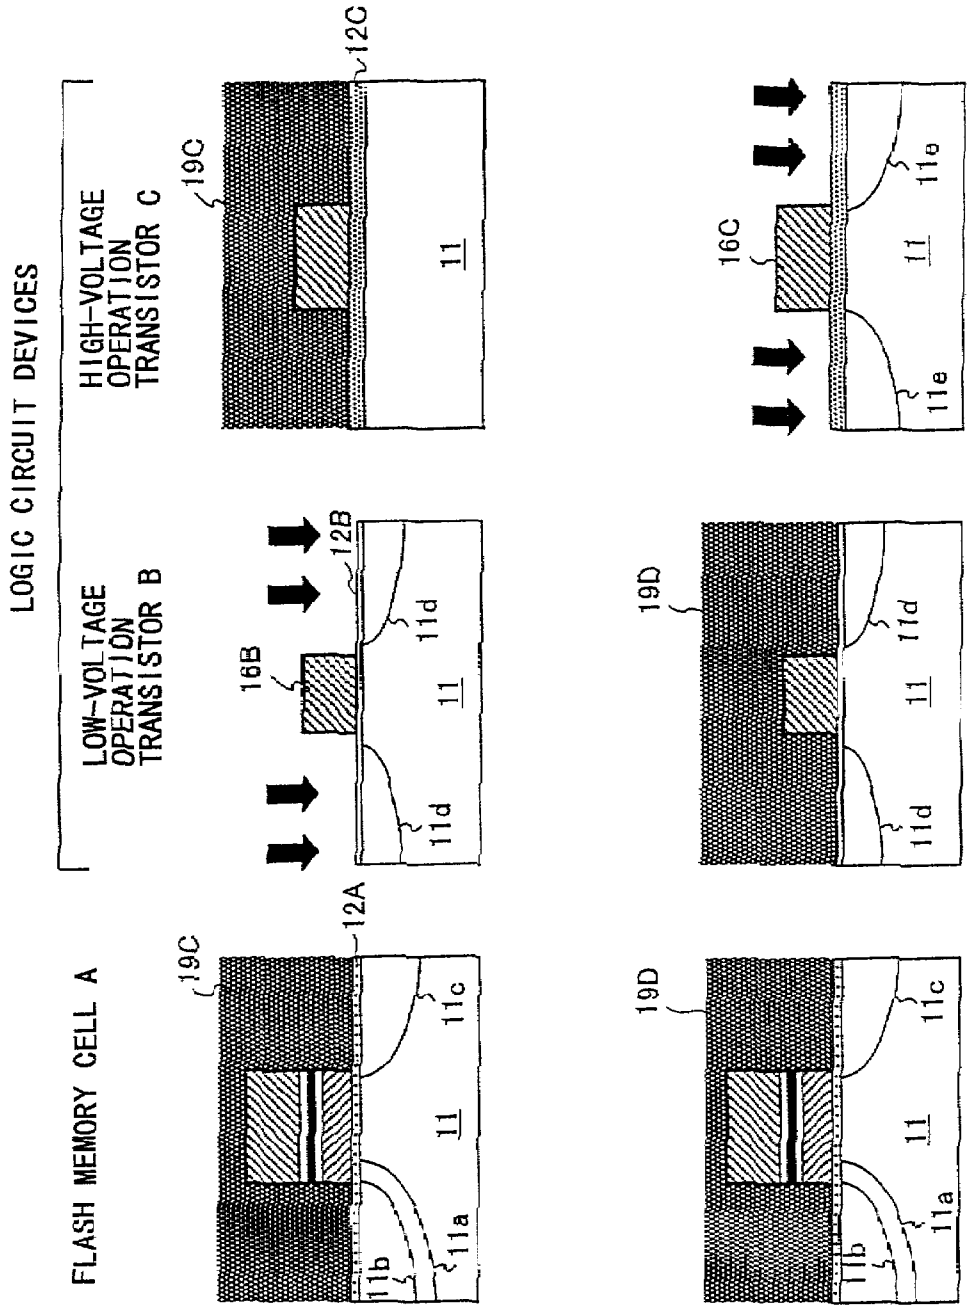 LOGIC CIRCUIT DEVICES
FLASH MEMORY CELL A
LOW-VOLTAGE
OPERATION
TRANSISTOR B
HIGH-VOLTAGE
OPERATION
TRANSISTOR C
19C
12A
11b
11a
11
11c
16B
12B
11d
11
11d
19C
12C
11
19D
11b
11a
11
11c
19D
11d
11
11d
16C
11e
11
11e